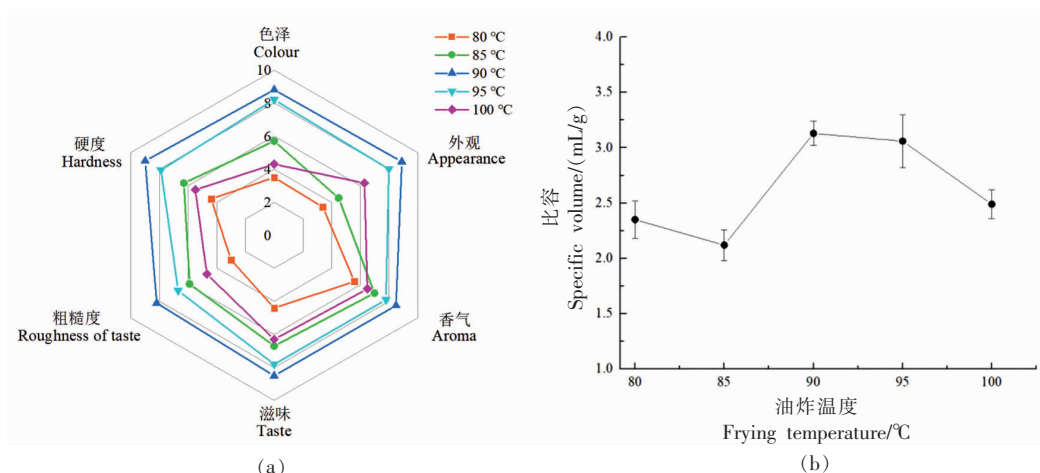 色泽
Colour
80 ℃
85 ℃
90 ℃
95 ℃
100 ℃
10
8
6
4
2
0
外观
Appearance
硬度
Hardness
粗糙度
Roughness of taste
香气
Aroma
滋味
Taste
(a)
4.0
3.5
3.0
2.5
2.0
1.5
1.0
比容
Specific volume/(mL/g)
80
85
90
95
100
油炸温度
Frying temperature/℃
(b)